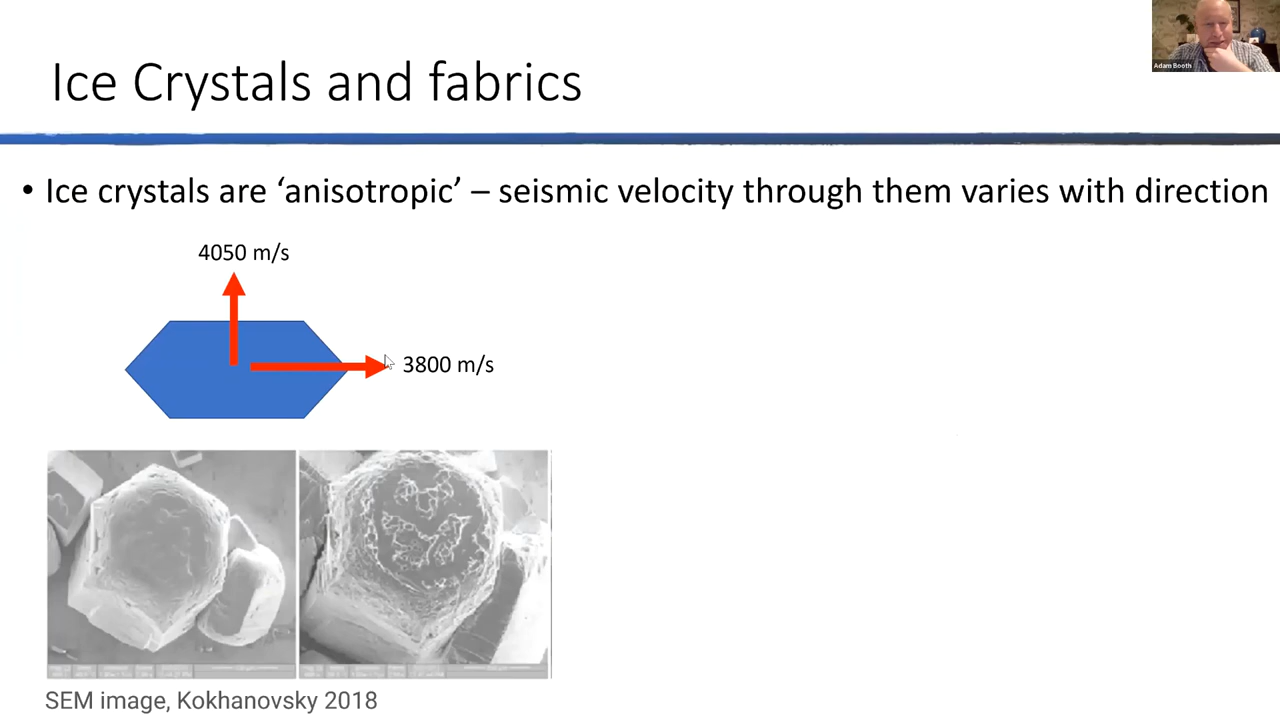 Adam Booth
Ice Crystals and fabrics
• Ice crystals are ‘anisotropic’ – seismic velocity through them varies with direction
4050 m/s
3800 m/s
SEM image, Kokhanovsky 2018